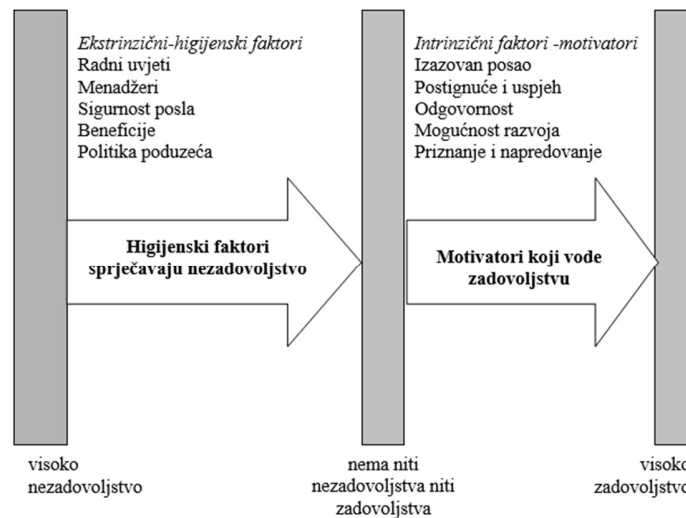 Ekstrinzični-higijenski faktori
Radni uvjeti
Menadžeri
Sigurnost posla
Beneficije
Politika poduzeća
Intrinzični faktori -motivatori
Izazovan posao
Postignuće i uspjeh
Odgovornost
Mogućnost razvoja
Priznanje i napredovanje
Higijenski faktori
sprječavaju nezadovoljstvo
Motivatori koji vode
zadovoljstvu
visoko
nezadovoljstvo
nema niti
nezadovoljstva niti
zadovoljstva
visoko
zadovoljstvo